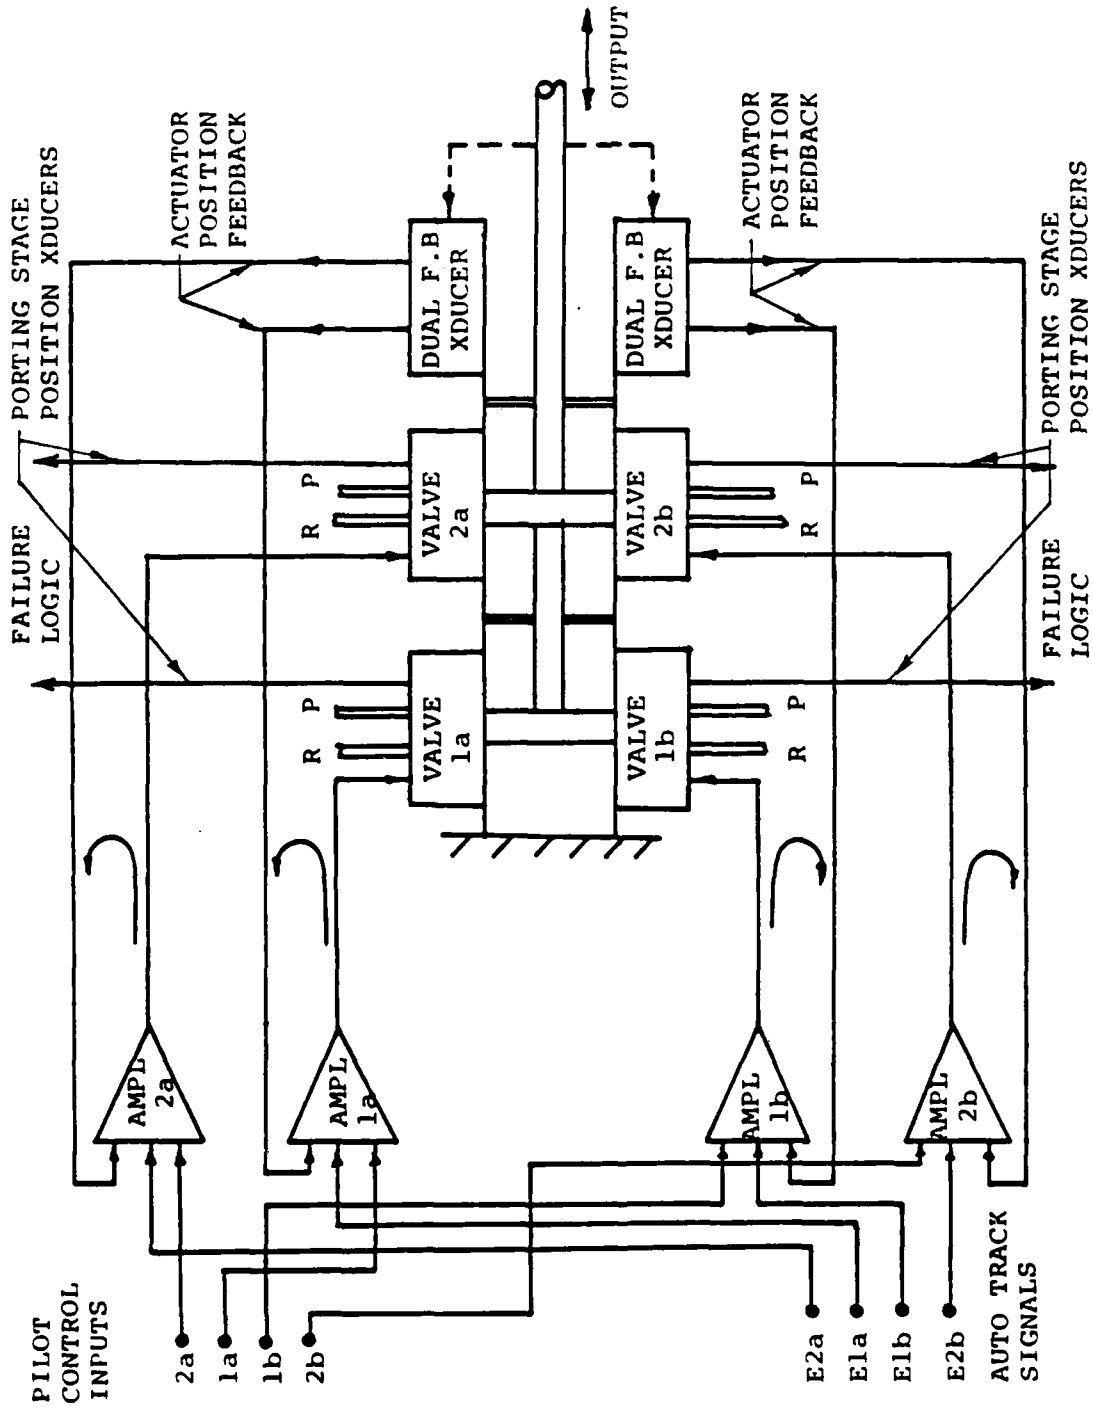 PILOT
CONTROL
INPUTS
2a
1a
1b
2b
E2a
E1a
E1b
E2b
AUTO TRACK
SIGNALS
AMPL
2a
AMPL
1a
AMPL
1b
AMPL
2b
FAILURE
LOGIC
PORTING STAGE
POSITION XDUCERS
ACTUATOR
POSITION
FEEDBACK
R
P
R
P
VALVE
1a
VALVE
2a
DUAL F.B
XDUCER
VALVE
1b
VALVE
2b
DUAL F.B
XDUCER
R
P
R
P
OUTPUT
ACTUATOR
POSITION
FEEDBACK
FAILURE
LOGIC
PORTING STAGE
POSITION XDUCERS